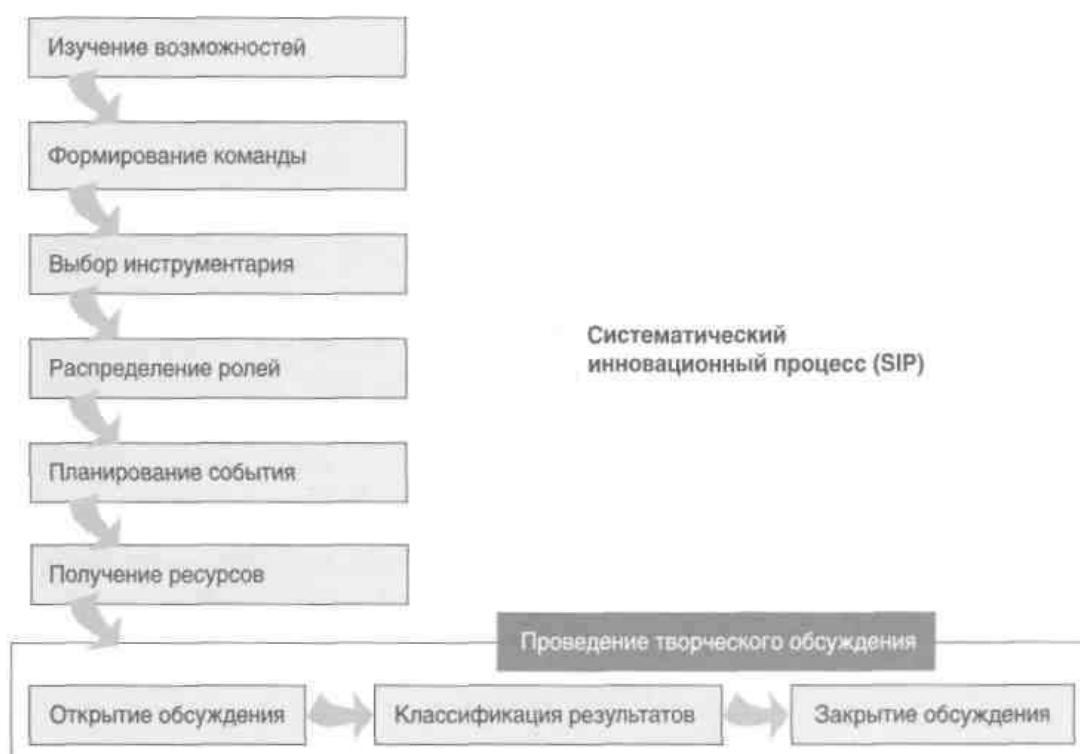 Изучение возможностей
Формирование команды
Выбор инструментария
Распределение ролей
Систематический
инновационный процесс (SIP)
Планирование события
Получение ресурсов
Проведение творческого обсуждения
Открытие обсуждения
Классификация результатов
Закрытие обсуждения